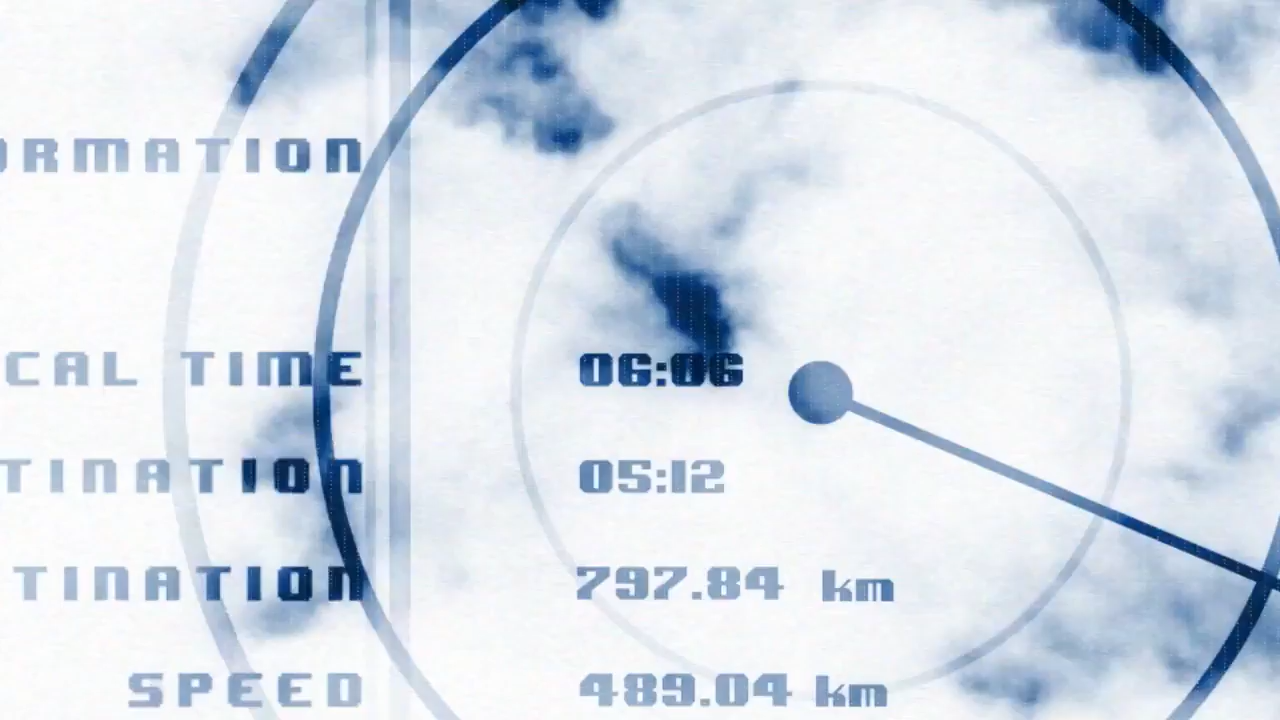 ORMATION
CAL TIME 06:06
TINATION 05:12
TINATION 797.84 km
SPEED 489.04 km